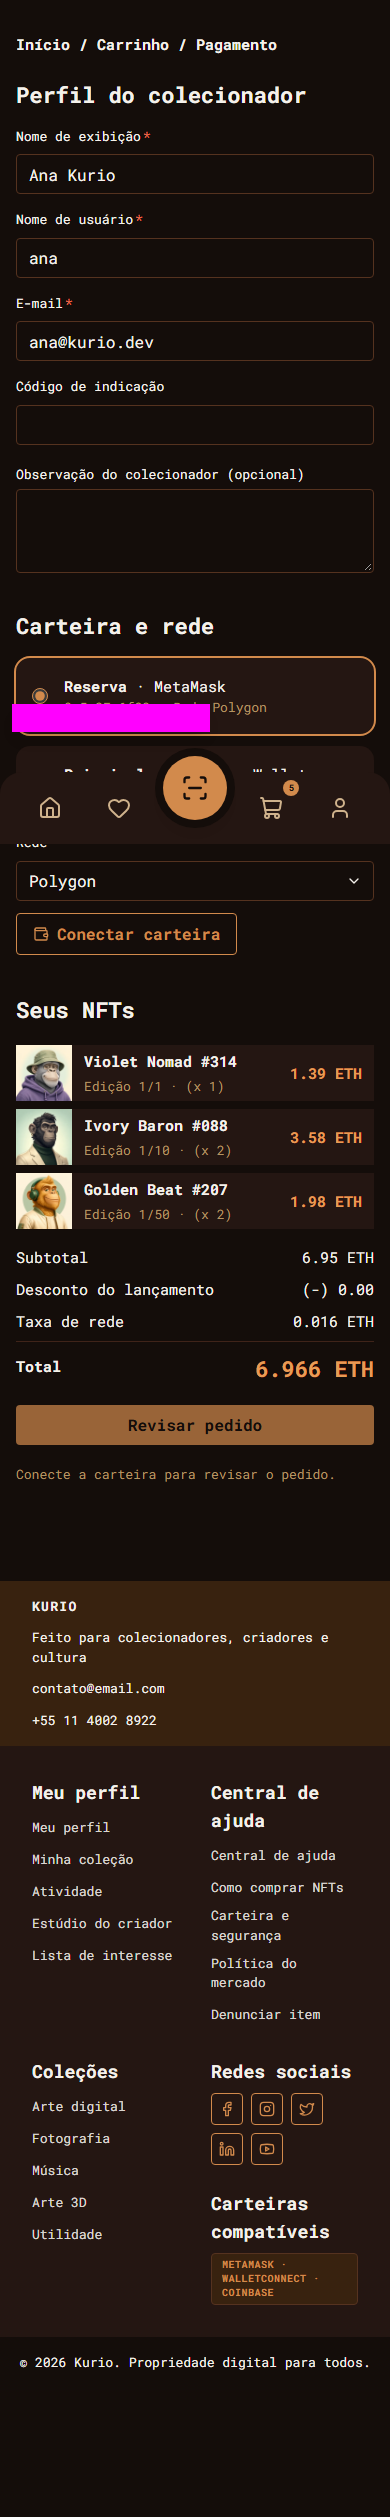 Início / Carrinho / Pagamento
Perfil do colecionador
Nome de exibição*
Ana Kurio
Nome de usuário*
ana
E-mail*
ana@kurio.dev
Código de indicação
Observação do colecionador (opcional)
Carteira e rede
Reserva · MetaMask
Polygon
5
Polygon
Conectar carteira
Seus NFTs
Violet Nomad #314
Edição 1/1 · (x 1)
1.39 ETH
Ivory Baron #088
Edição 1/10 · (x 2)
3.58 ETH
Golden Beat #207
Edição 1/50 · (x 2)
1.98 ETH
Subtotal 6.95 ETH
Desconto do lançamento (-) 0.00
Taxa de rede 0.016 ETH
Total 6.966 ETH
Revisar pedido
Conecte a carteira para revisar o pedido.
KURIO
Feito para colecionadores, criadores e
cultura
contato@email.com
+55 11 4002 8922
Meu perfil
Meu perfil
Minha coleção
Atividade
Estúdio do criador
Lista de interesse
Central de
ajuda
Central de ajuda
Como comprar NFTs
Carteira e
segurança
Política do
mercado
Denunciar item
Coleções
Arte digital
Fotografia
Música
Arte 3D
Utilidade
Redes sociais
Carteiras
compatíveis
METAMASK ·
WALLETCONNECT ·
COINBASE
© 2026 Kurio. Propriedade digital para todos.